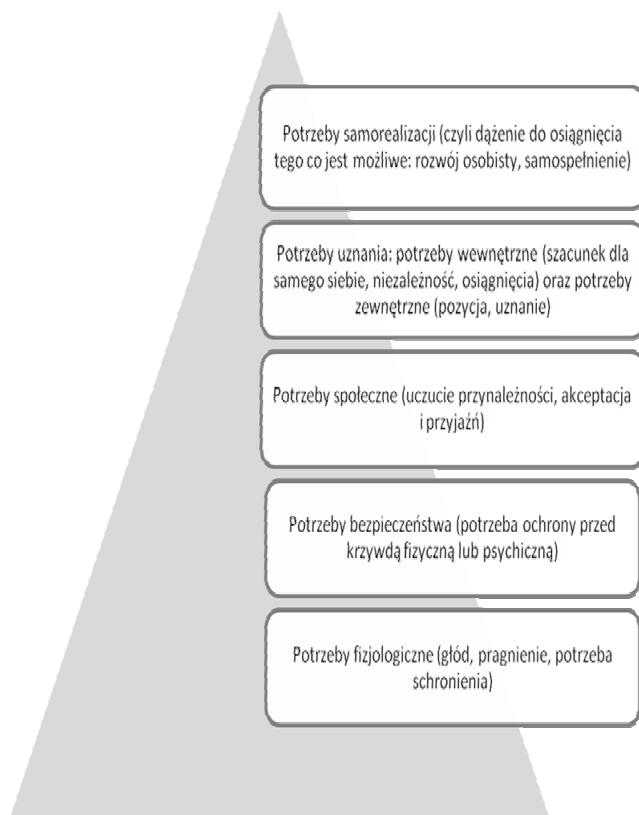 Potrzeby samorealizacji (czyli dążenie do osiągnięcia
tego co jest możliwe: rozwój osobisty, samospełnienie)
Potrzeby uznania: potrzeby wewnętrzne (szacunek dla
samego siebie, niezależność, osiągnięcia) oraz potrzeby
zewnętrzne (pozycja, uznanie)
Potrzeby społeczne (uczucie przynależności, akceptacja
i przyjaźń)
Potrzeby bezpieczeństwa (potrzeba ochrony przed
krzywdą fizyczną lub psychiczną)
Potrzeby fizjologiczne (głód, pragnienie, potrzeba
schronienia)